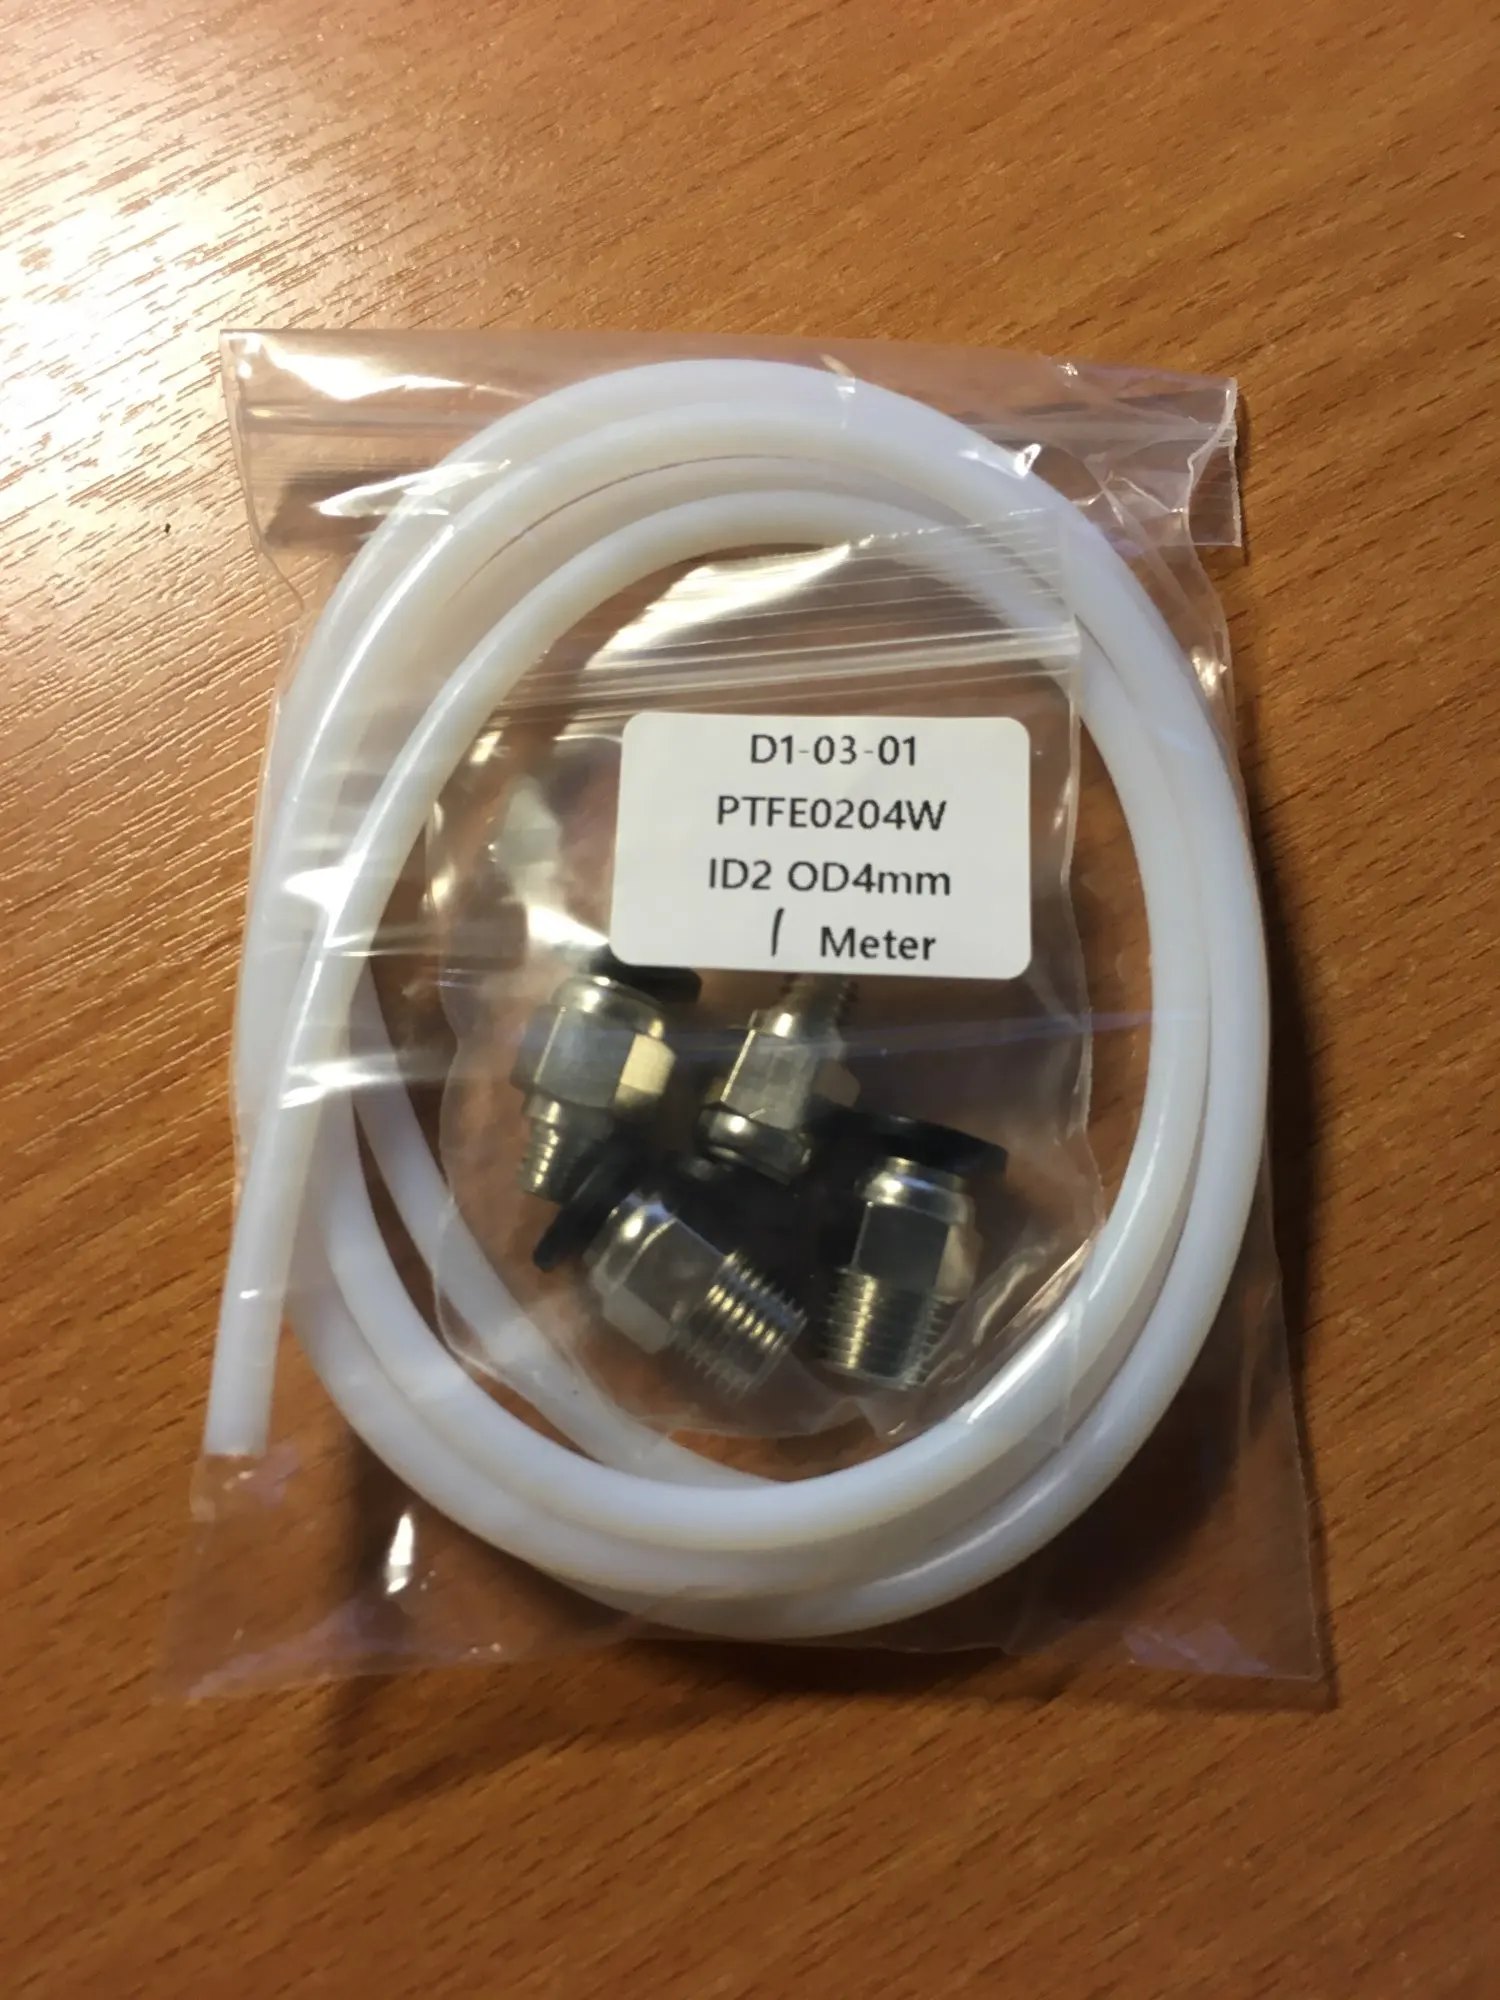 D1-03-01
PTFE0204W
ID2 OD4mm
1 Meter